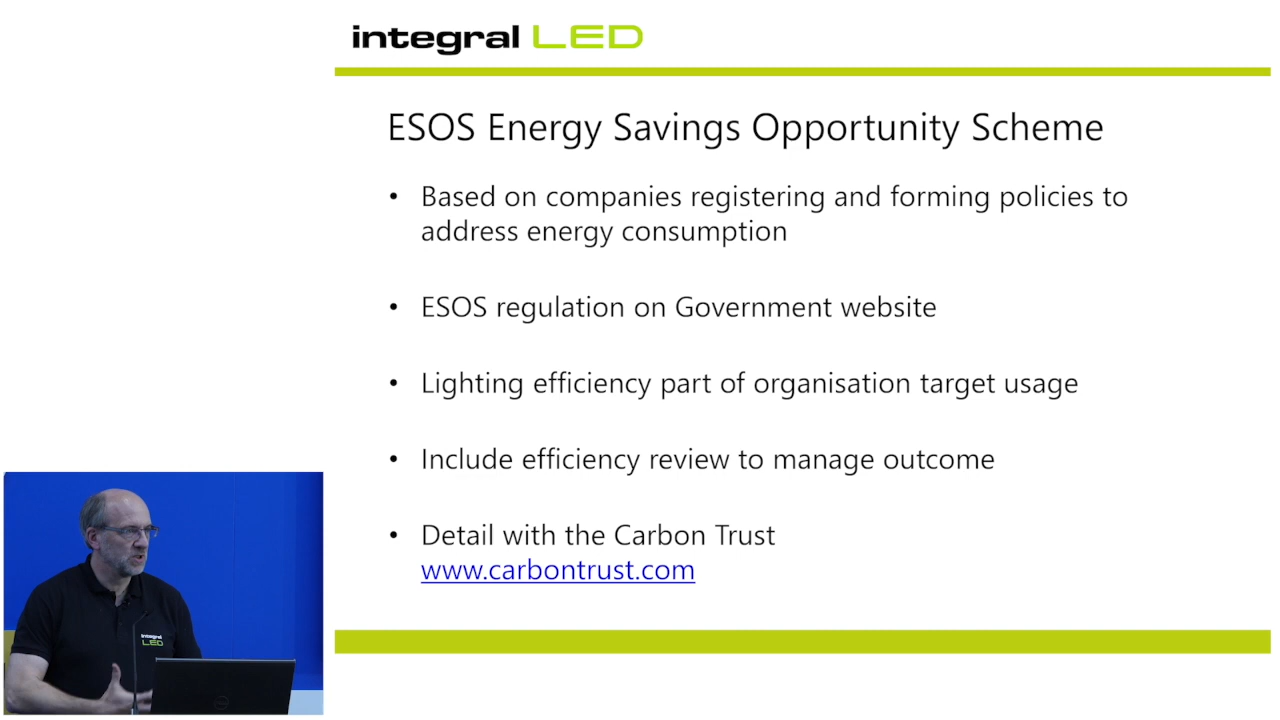 integral LED
ESOS Energy Savings Opportunity Scheme
• Based on companies registering and forming policies to
address energy consumption
• ESOS regulation on Government website
• Lighting efficiency part of organisation target usage
• Include efficiency review to manage outcome
• Detail with the Carbon Trust
www.carbontrust.com
integral
LED